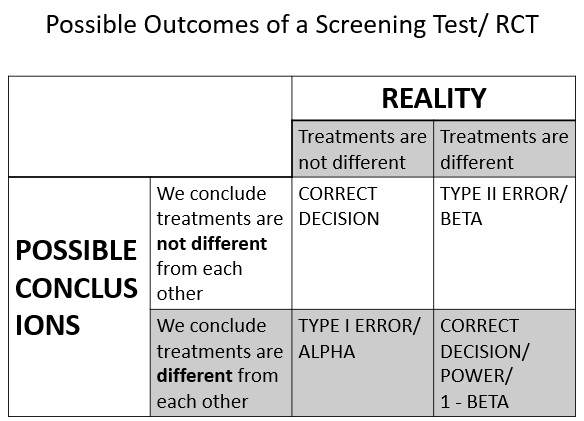 Possible Outcomes of a Screening Test/ RCT
REALITY
Treatments are
not different
Treatments are
different
POSSIBLE
CONCLUS
IONS
We conclude
treatments are
not different
from each
other
CORRECT
DECISION
TYPE II ERROR/
BETA
We conclude
treatments are
different from
each other
TYPE I ERROR/
ALPHA
CORRECT
DECISION/
POWER/
1 - BETA